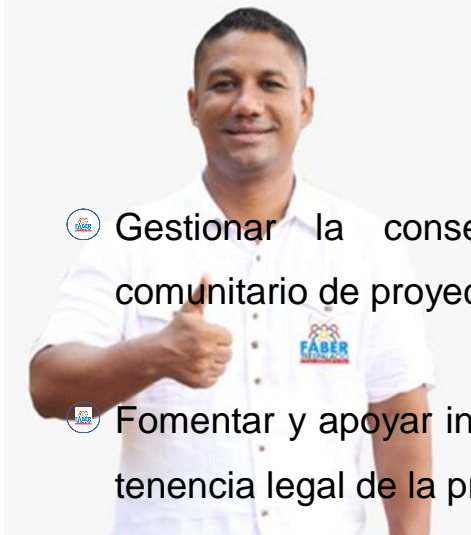 Gestionar la conse
comunitario de proyec
FABER
Fomentar y apoyar in
tenencia legal de la pr